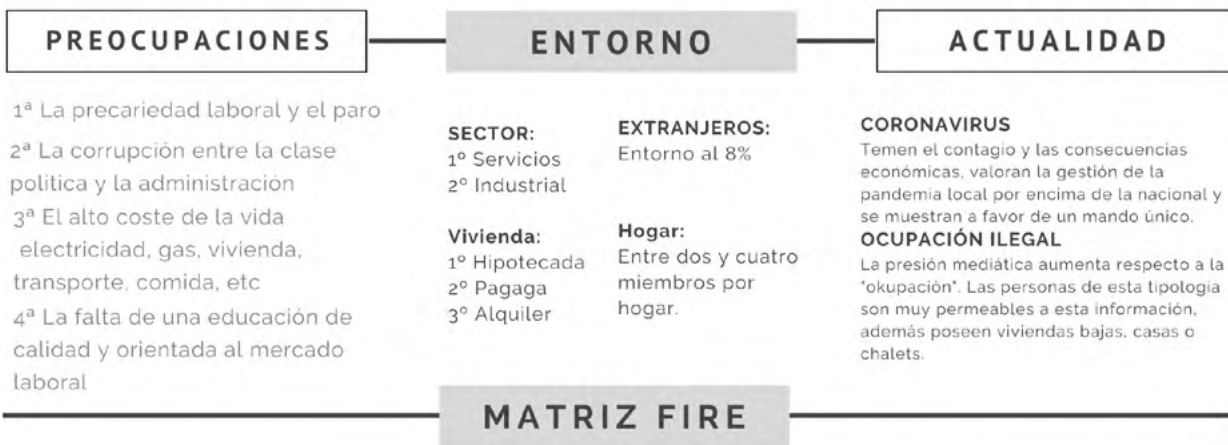 PREOCUPACIONES
1ª La precariedad laboral y el paro
2ª La corrupción entre la clase
política y la administración
3ª El alto coste de la vida
electricidad, gas, vivienda,
transporte, comida, etc
4ª La falta de una educación de
calidad y orientada al mercado
laboral
ENTORNO
SECTOR:
1º Servicios
2º Industrial
EXTRANJEROS:
Entorno al 8%
Vivienda:
1º Hipotecada
2º Pagaga
3º Alquiler
Hogar:
Entre dos y cuatro
miembros por
hogar.
ACTUALIDAD
CORONAVIRUS
Temen el contagio y las consecuencias
económicas, valoran la gestión de la
pandemia local por encima de la nacional y
se muestran a favor de un mando único.
OCUPACIÓN ILEGAL
La presión mediática aumenta respecto a la
"okupación". Las personas de esta tipología
son muy permeables a esta información,
además poseen viviendas bajas, casas o
chalets.
MATRIZ FIRE